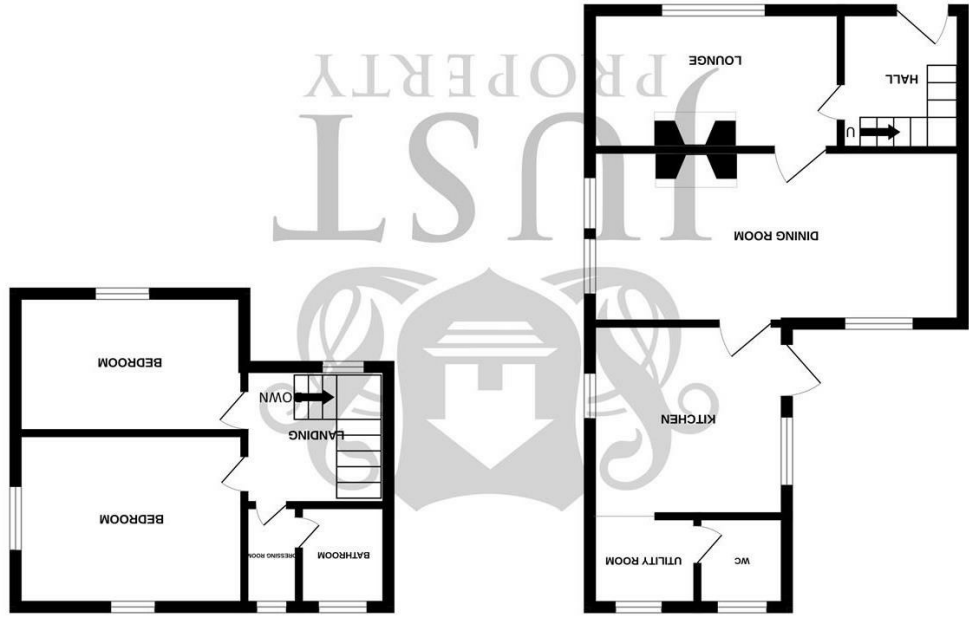 WC
UTILITY ROOM
KITCHEN
DINING ROOM
U
HALL
LOUNGE
BATHROOM
DRESSING ROOM
BEDROOM
LANDING
OWN
BEDROOM
JUST
PROPERTY